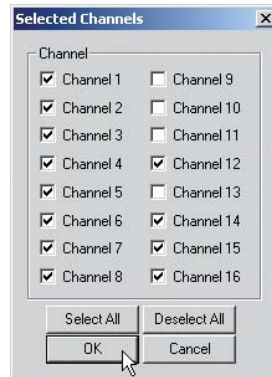 Selected Channels
Channel
Channel 1 Channel 9
Channel 2 Channel 10
Channel 3 Channel 11
Channel 4 Channel 12
Channel 5 Channel 13
Channel 6 Channel 14
Channel 7 Channel 15
Channel 8 Channel 16
Select All Deselect All
OK Cancel